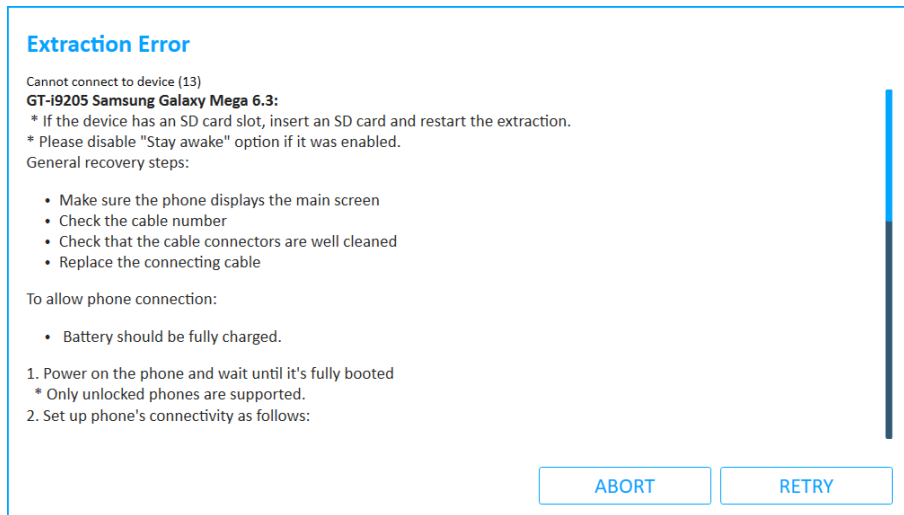 Extraction Error
Cannot connect to device (13)
GT-i9205 Samsung Galaxy Mega 6.3:
* If the device has an SD card slot, insert an SD card and restart the extraction.
* Please disable "Stay awake" option if it was enabled.
General recovery steps:
• Make sure the phone displays the main screen
• Check the cable number
• Check that the cable connectors are well cleaned
• Replace the connecting cable
To allow phone connection:
• Battery should be fully charged.
1. Power on the phone and wait until it's fully booted
* Only unlocked phones are supported.
2. Set up phone's connectivity as follows:
ABORT
RETRY